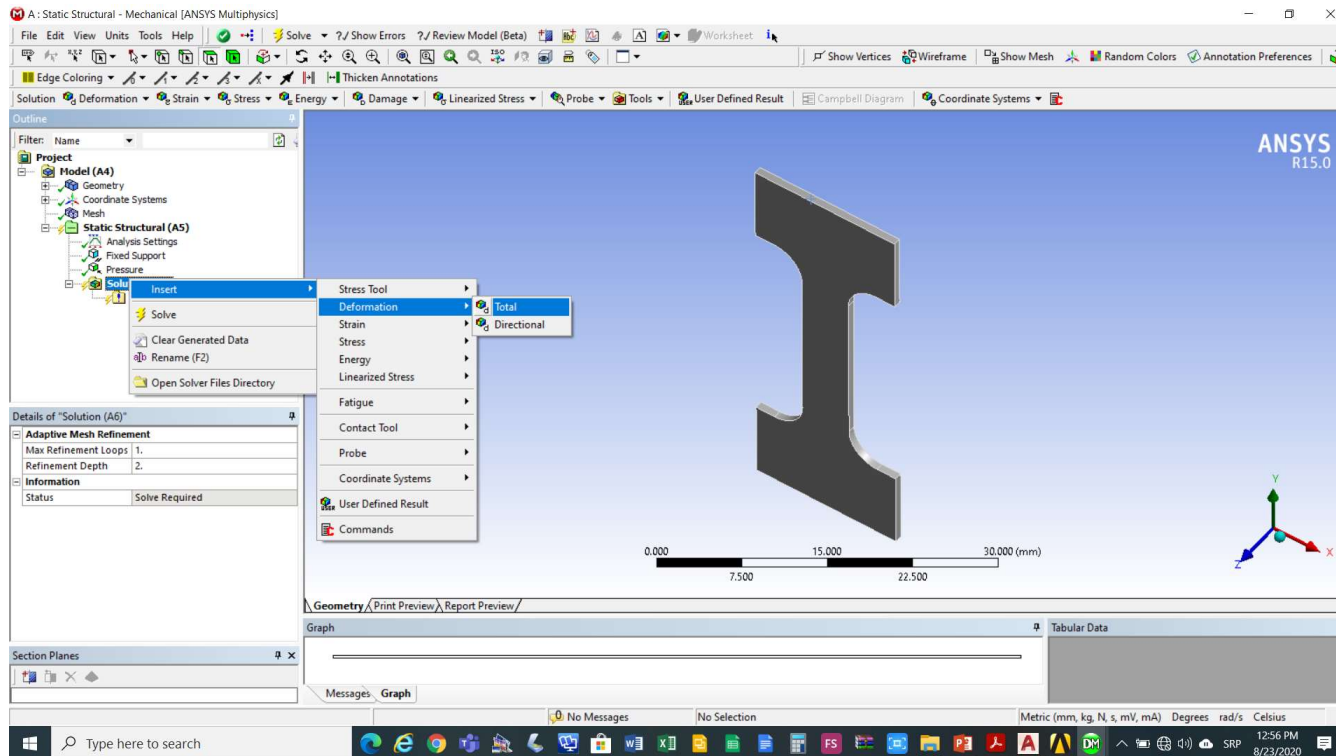 A : Static Structural - Mechanical [ANSYS Multiphysics]
File Edit View Units Tools Help Solve ?/ Show Errors ?/ Review Model (Beta) A Worksheet i
Show Vertices Wireframe Show Mesh Random Colors Annotation Preferences
Edge Coloring Thicken Annotations
Solution Deformation Strain Stress Energy Damage Linearized Stress Probe Tools User Defined Result Campbell Diagram Coordinate Systems
Outline
Filter: Name
Project
Model (A4)
Geometry
Coordinate Systems
Mesh
Static Structural (A5)
Analysis Settings
Fixed Support
Pressure
Solu
Insert
Solve
Clear Generated Data
Rename (F2)
Open Solver Files Directory
Stress Tool
Deformation
Strain
Stress
Energy
Linearized Stress
Fatigue
Contact Tool
Probe
Coordinate Systems
User Defined Result
Commands
Total
Directional
ANSYS
R15.0
Details of "Solution (A6)"
Adaptive Mesh Refinement
Max Refinement Loops 1.
Refinement Depth 2.
Information
Status Solve Required
Y
X
Z
0.000 15.000 30.000 (mm)
7.500 22.500
Geometry Print Preview Report Preview
Graph
Tabular Data
Section Planes
Messages Graph
No Messages No Selection Metric (mm, kg, N, s, mV, mA) Degrees rad/s Celsius
Type here to search
FS
DM
SRP
12:56 PM
8/23/2020